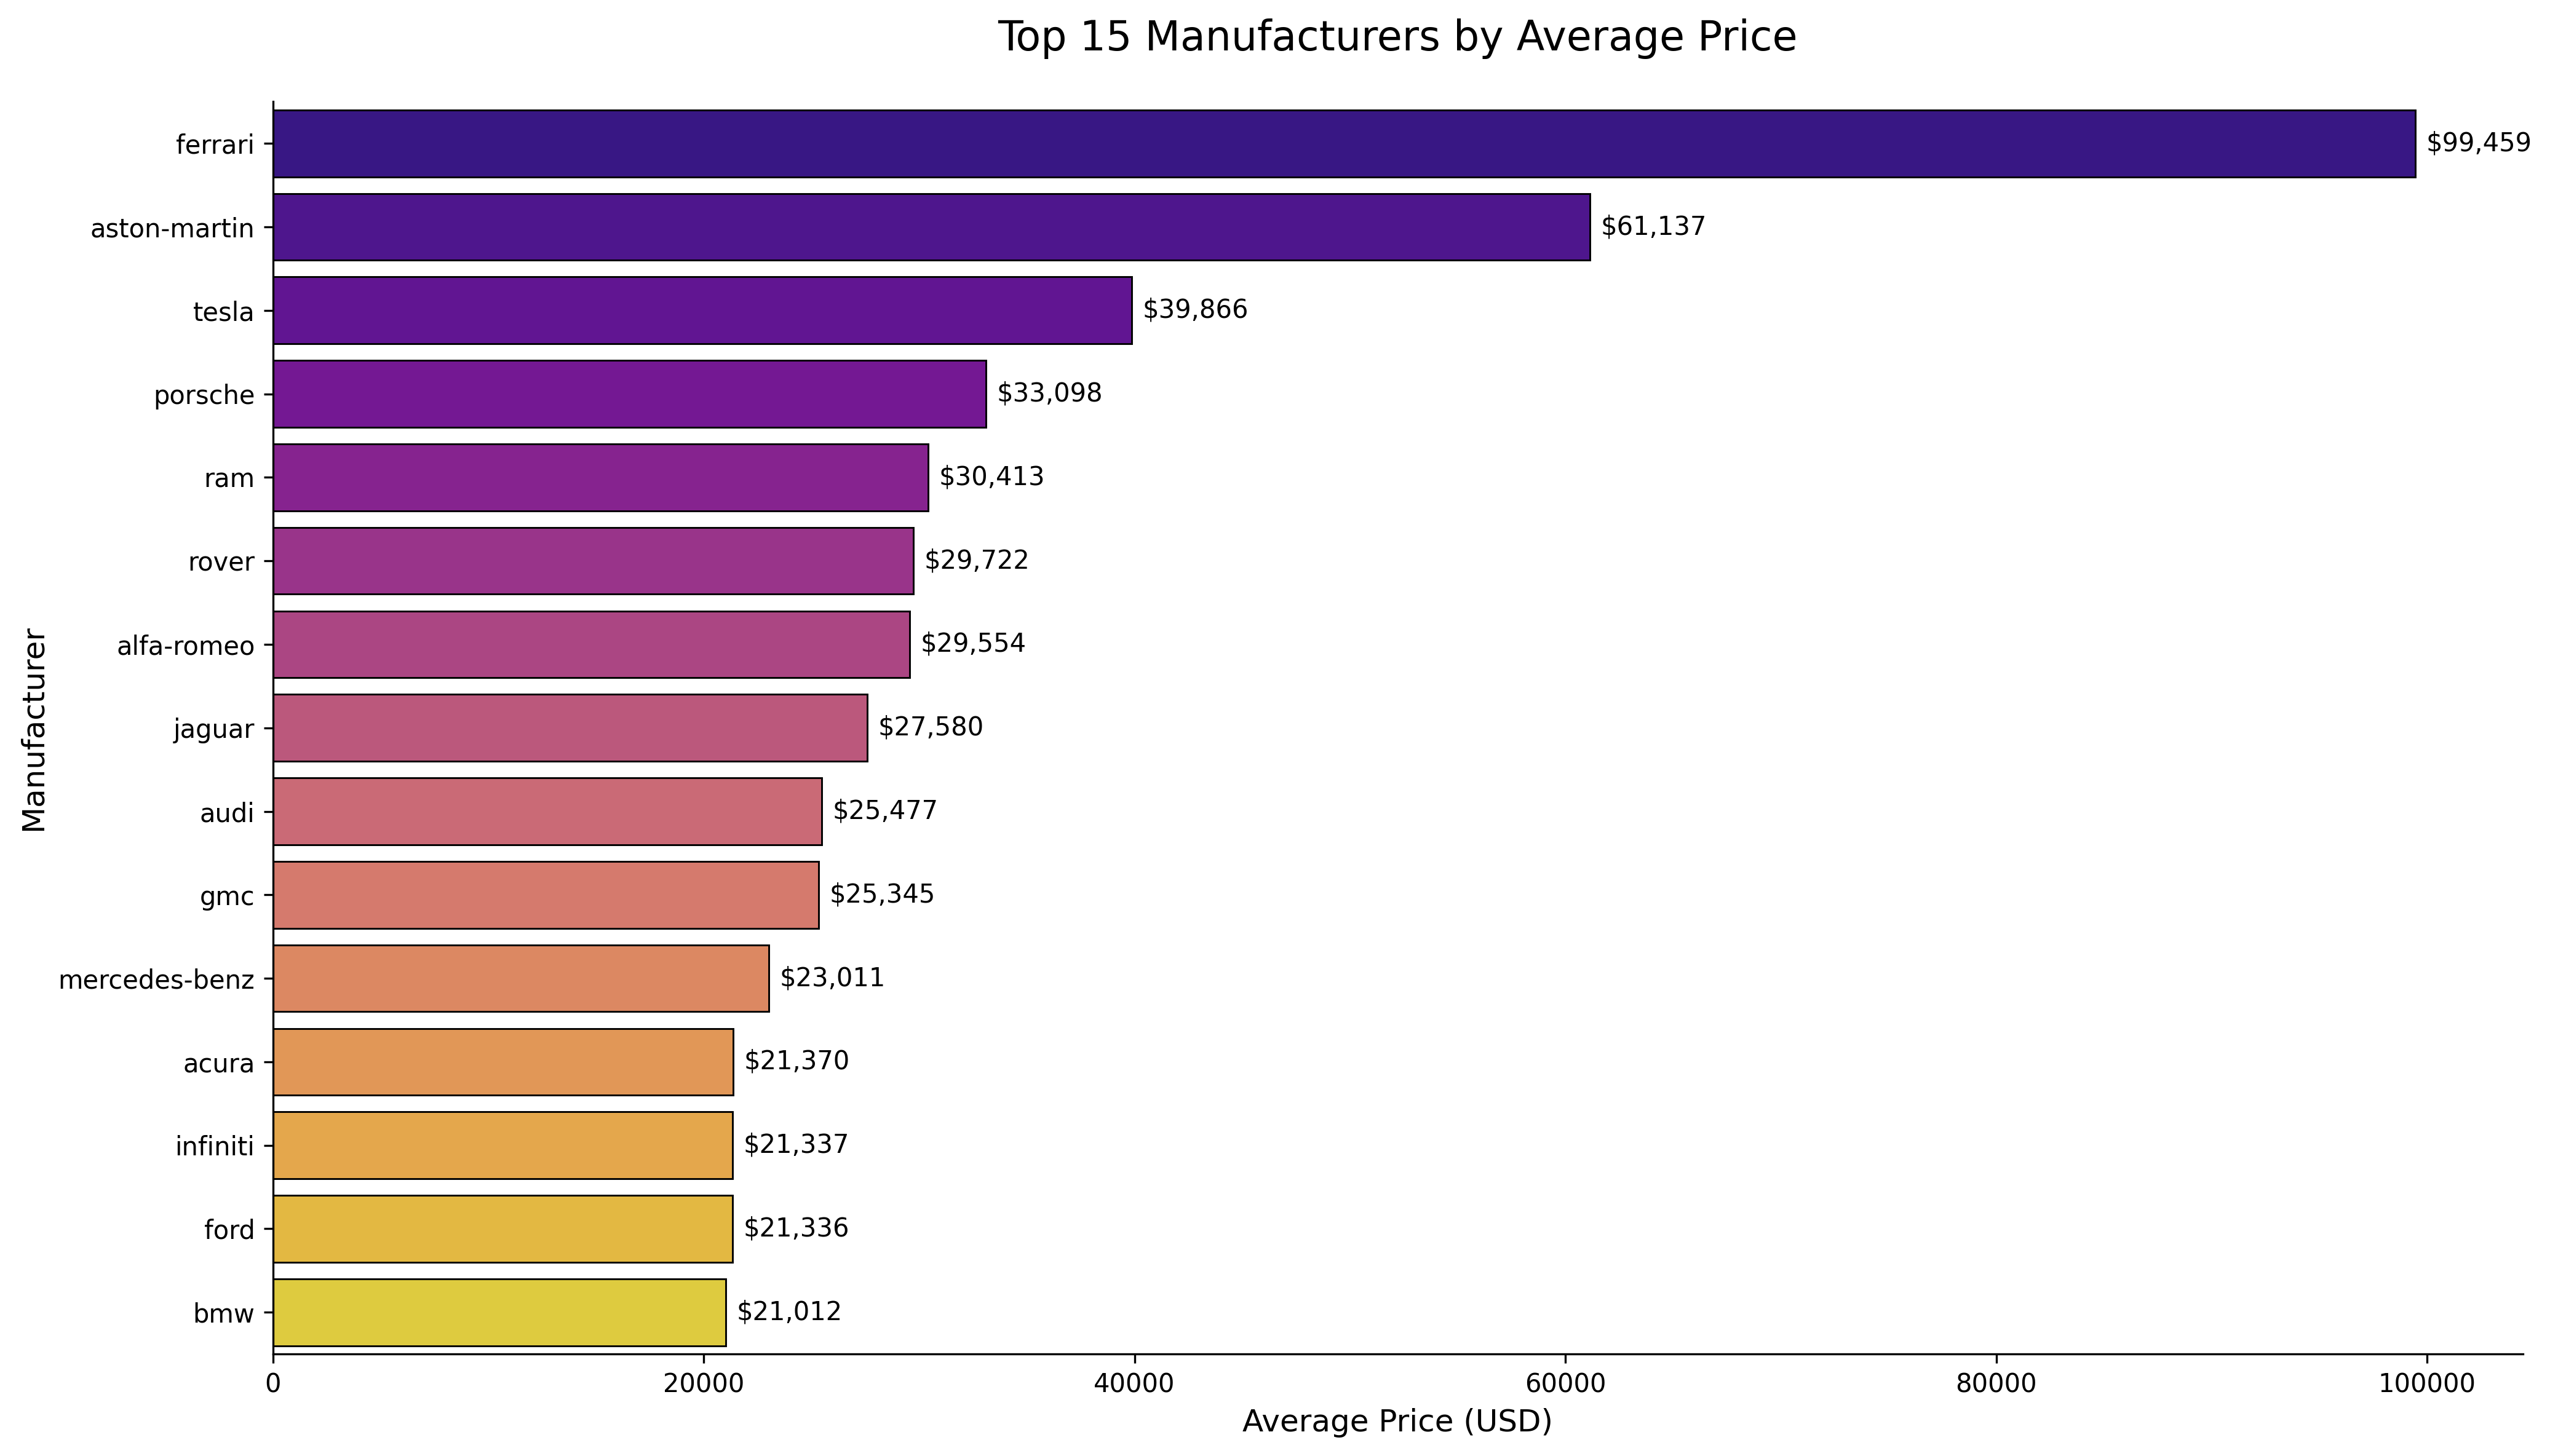 Top 15 Manufacturers by Average Price
ferrari $99,459
aston-martin $61,137
tesla $39,866
porsche $33,098
ram $30,413
rover $29,722
alfa-romeo $29,554
jaguar $27,580
audi $25,477
gmc $25,345
mercedes-benz $23,011
acura $21,370
infiniti $21,337
ford $21,336
bmw $21,012
Manufacturer
0 20000 40000 60000 80000 100000
Average Price (USD)